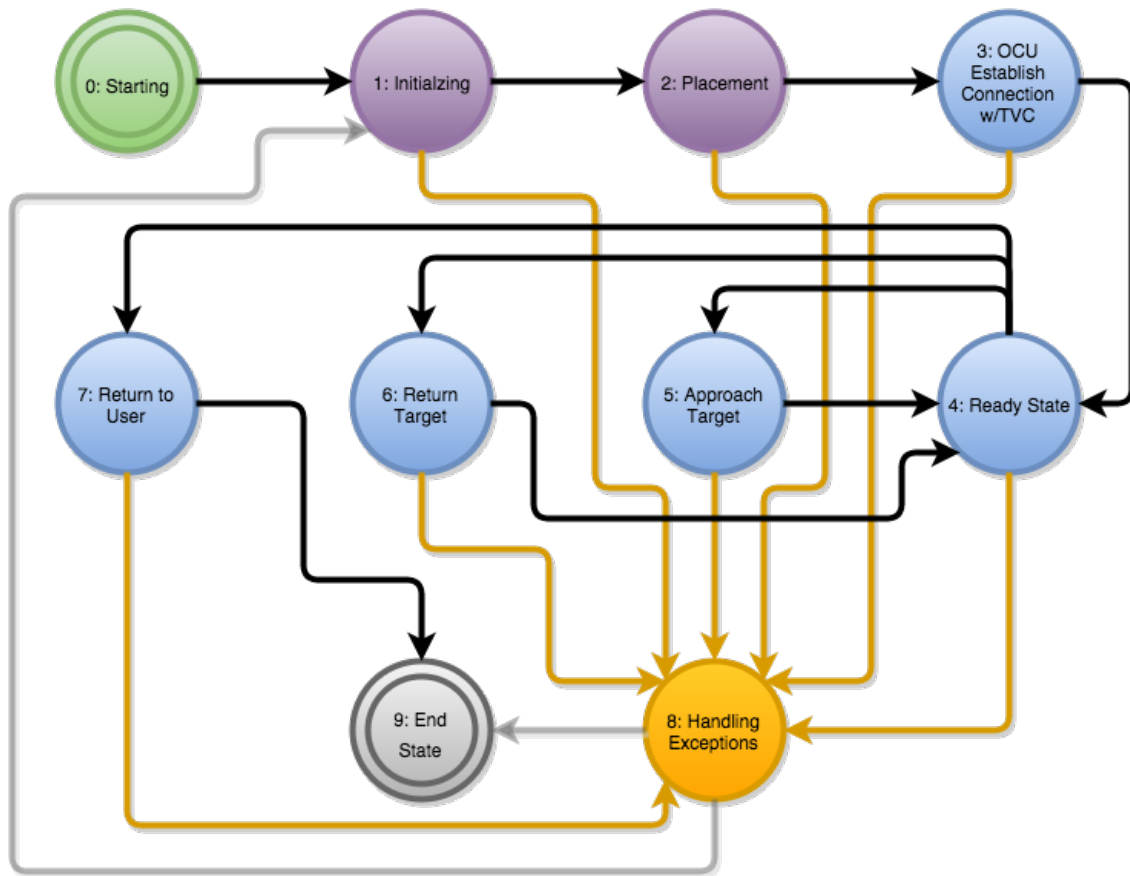 0: Starting
1: Initialzing
2: Placement
3: OCU
Establish
Connection
w/TVC
7: Return to
User
6: Return
Target
5: Approach
Target
4: Ready State
9: End
State
8: Handling
Exceptions